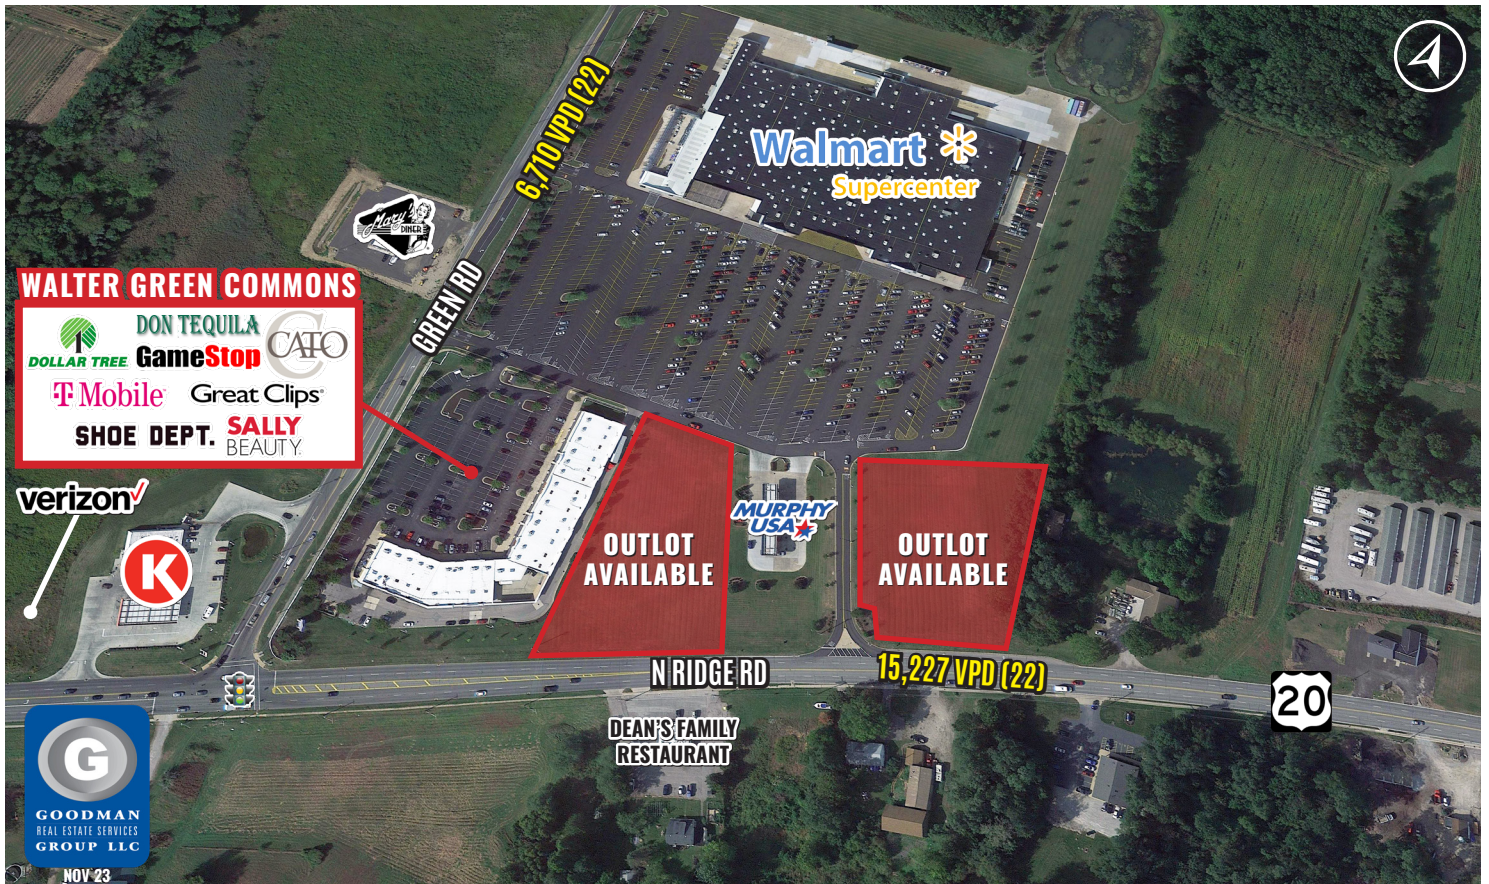 6,710 VPD (22)
Walmart
Supercenter
Mary's
DINER
GREEN RD
WALTER GREEN COMMONS
DOLLAR TREE
DON TEQUILA
CATO
GameStop
T Mobile
Great Clips
SHOE DEPT.
SALLY
BEAUTY
verizon
K
OUTLOT
AVAILABLE
MURPHY
USA
OUTLOT
AVAILABLE
N RIDGE RD
15,227 VPD (22)
20
DEAN'S FAMILY
RESTAURANT
G
GOODMAN
REAL ESTATE SERVICES
GROUP LLC
NOV 23